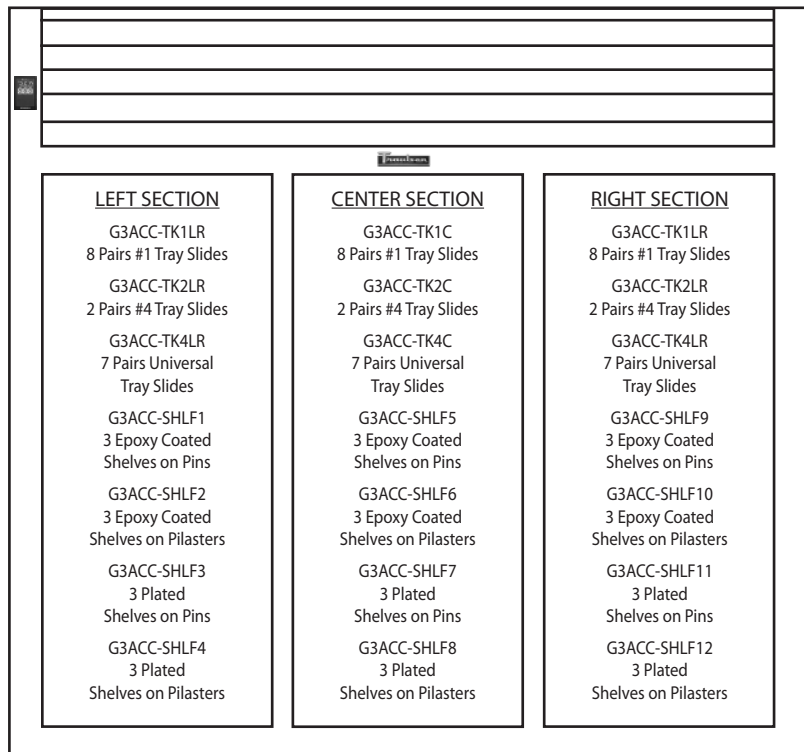 LEFT SECTION
G3ACC-TK1LR
8 Pairs #1 Tray Slides
G3ACC-TK2LR
2 Pairs #4 Tray Slides
G3ACC-TK4LR
7 Pairs Universal
Tray Slides
G3ACC-SHLF1
3 Epoxy Coated
Shelves on Pins
G3ACC-SHLF2
3 Epoxy Coated
Shelves on Pilasters
G3ACC-SHLF3
3 Plated
Shelves on Pins
G3ACC-SHLF4
3 Plated
Shelves on Pilasters
CENTER SECTION
G3ACC-TK1C
8 Pairs #1 Tray Slides
G3ACC-TK2C
2 Pairs #4 Tray Slides
G3ACC-TK4C
7 Pairs Universal
Tray Slides
G3ACC-SHLF5
3 Epoxy Coated
Shelves on Pins
G3ACC-SHLF6
3 Epoxy Coated
Shelves on Pilasters
G3ACC-SHLF7
3 Plated
Shelves on Pins
G3ACC-SHLF8
3 Plated
Shelves on Pilasters
RIGHT SECTION
G3ACC-TK1LR
8 Pairs #1 Tray Slides
G3ACC-TK2LR
2 Pairs #4 Tray Slides
G3ACC-TK4LR
7 Pairs Universal
Tray Slides
G3ACC-SHLF9
3 Epoxy Coated
Shelves on Pins
G3ACC-SHLF10
3 Epoxy Coated
Shelves on Pilasters
G3ACC-SHLF11
3 Plated
Shelves on Pins
G3ACC-SHLF12
3 Plated
Shelves on Pilasters